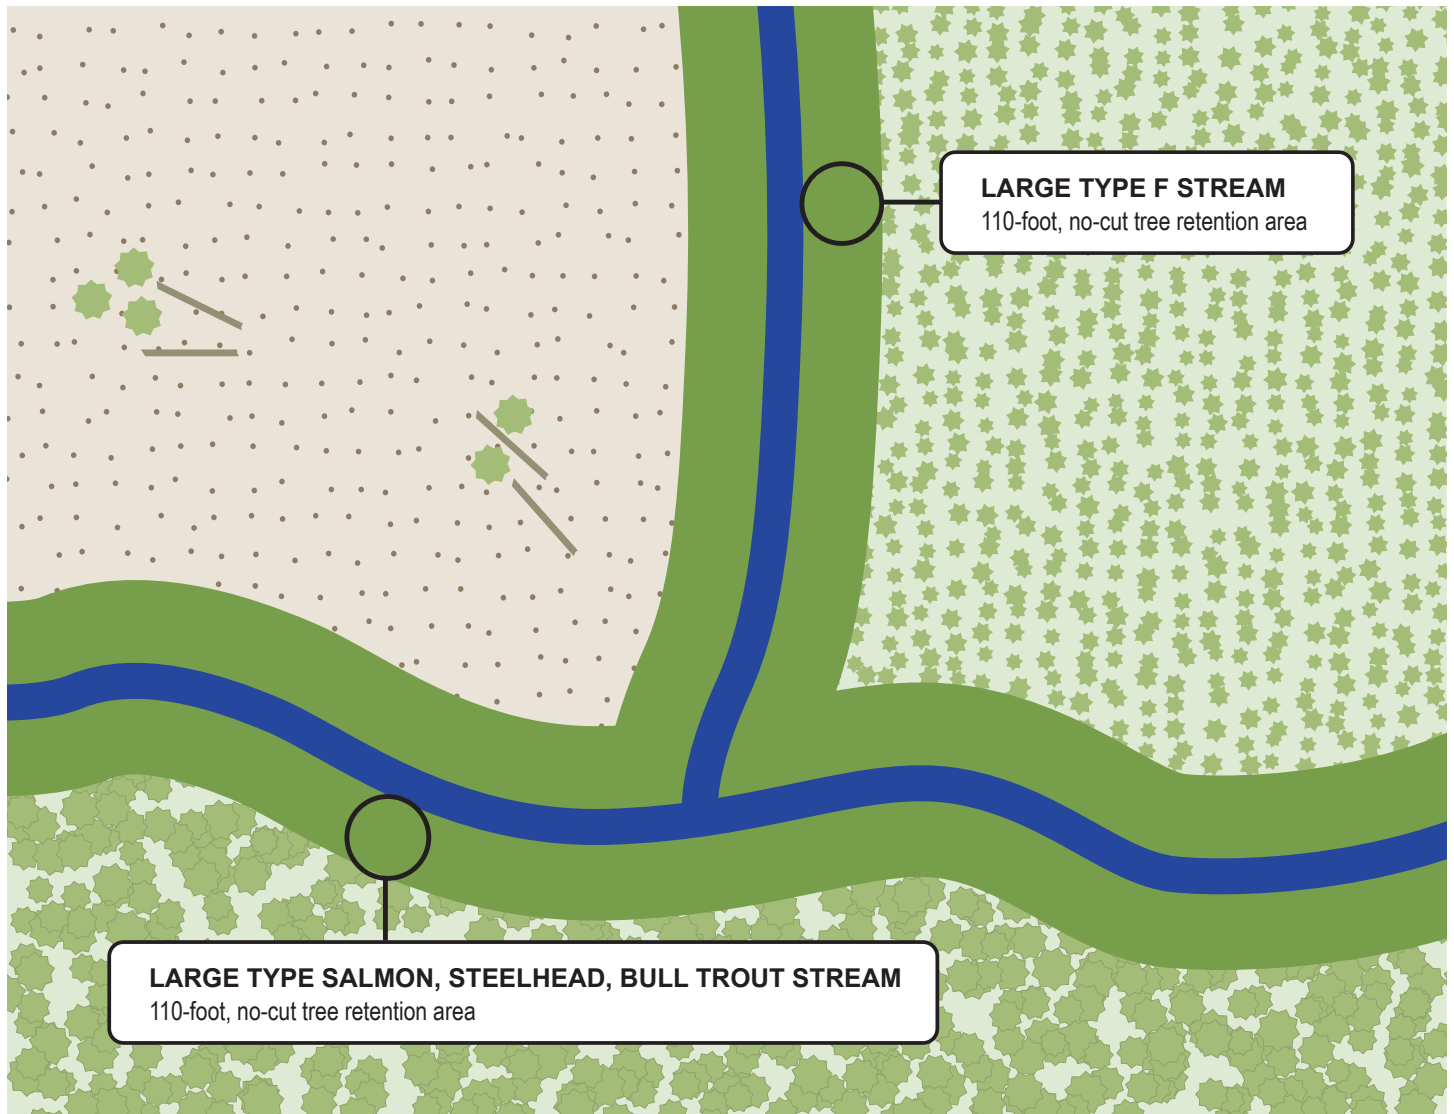 LARGE TYPE F STREAM
110-foot, no-cut tree retention area
LARGE TYPE SALMON, STEELHEAD, BULL TROUT STREAM
110-foot, no-cut tree retention area